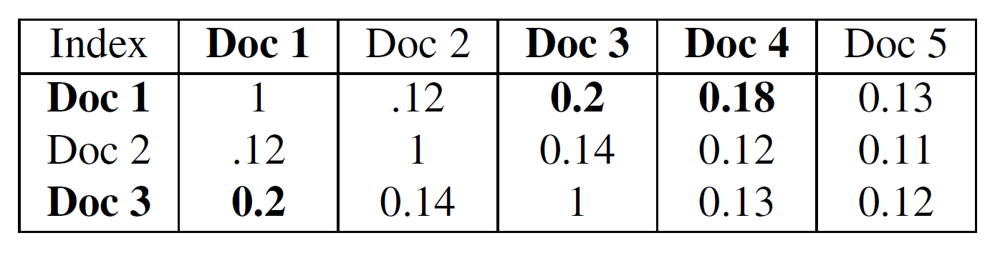 Index Doc 1 Doc 2 Doc 3 Doc 4 Doc 5
Doc 1 1 .12 0.2 0.18 0.13
Doc 2 .12 1 0.14 0.12 0.11
Doc 3 0.2 0.14 1 0.13 0.12